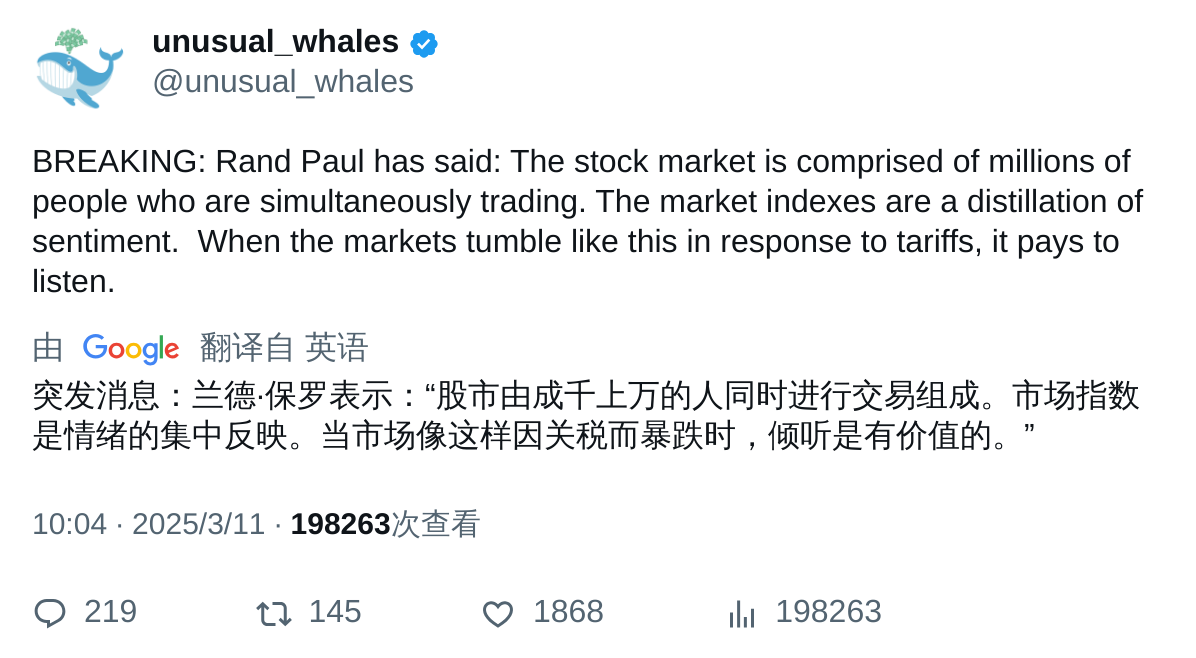 unusual_whales
@unusual_whales
BREAKING: Rand Paul has said: The stock market is comprised of millions of
people who are simultaneously trading. The market indexes are a distillation of
sentiment.  When the markets tumble like this in response to tariffs, it pays to
listen.
由 Google 翻译自 英语
突发消息：兰德·保罗表示：“股市由成千上万的人同时进行交易组成。市场指数
是情绪的集中反映。当市场像这样因关税而暴跌时，倾听是有价值的。”
10:04 · 2025/3/11 · 198263次查看
219 145 1868 198263